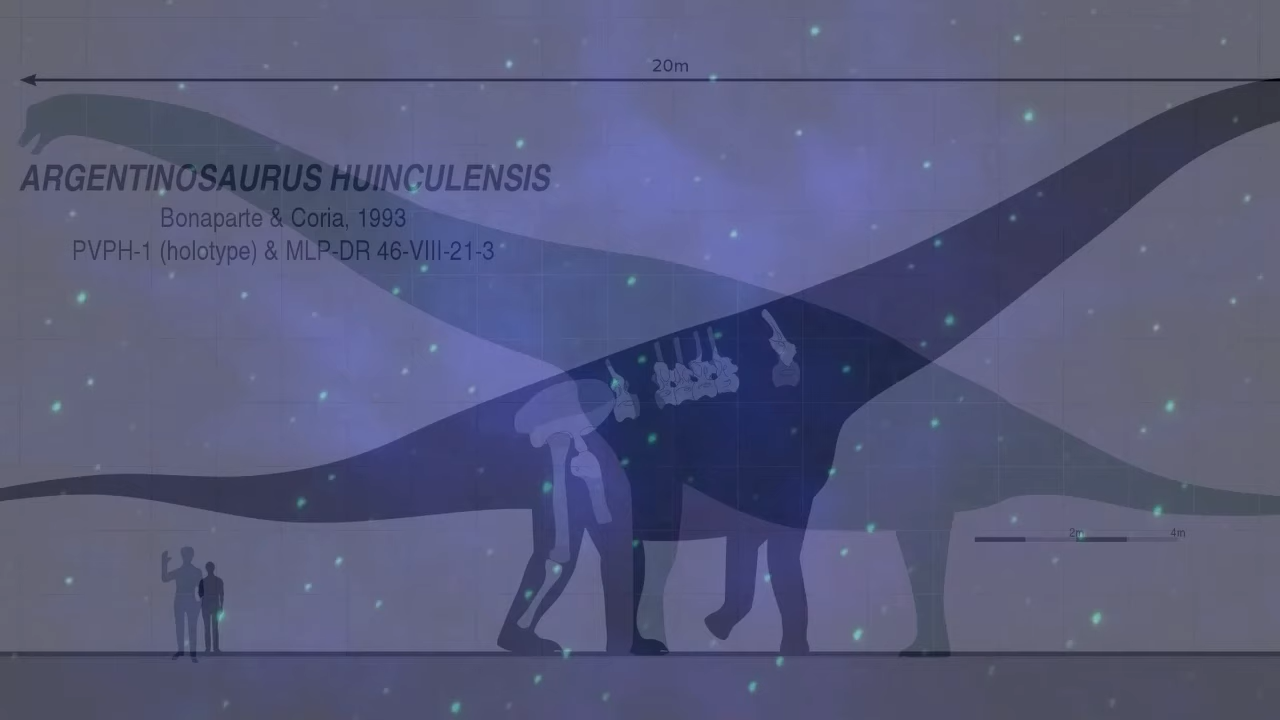 20m
ARGENTINOSAURUS HUINCULENSIS
Bonaparte & Coria, 1993
PVPH-1 (holotype) & MLP-DR 46-VIII-21-3
2m 4m